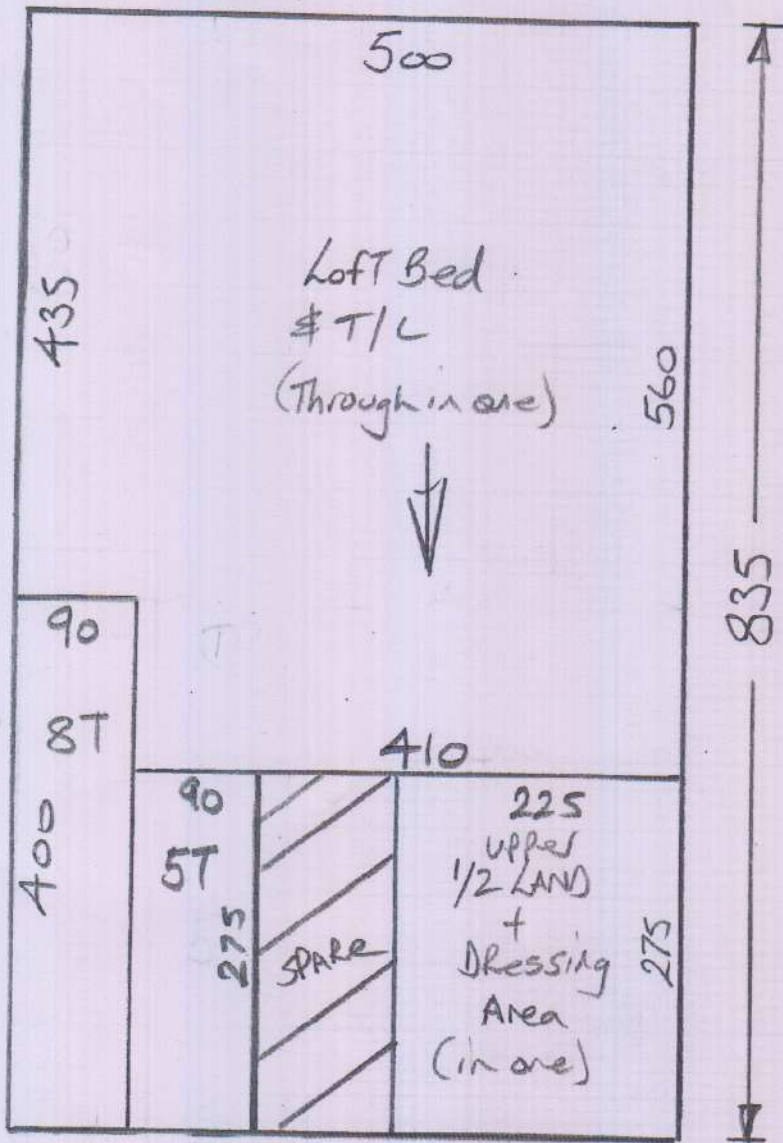 500
LofT Bed
& T/L
(Through in one)
435
560
835
90
8T
400
410
90
5T
275
SPARE
225
upper
1/2 LAND
+
DRessing
Area
(in one)
275